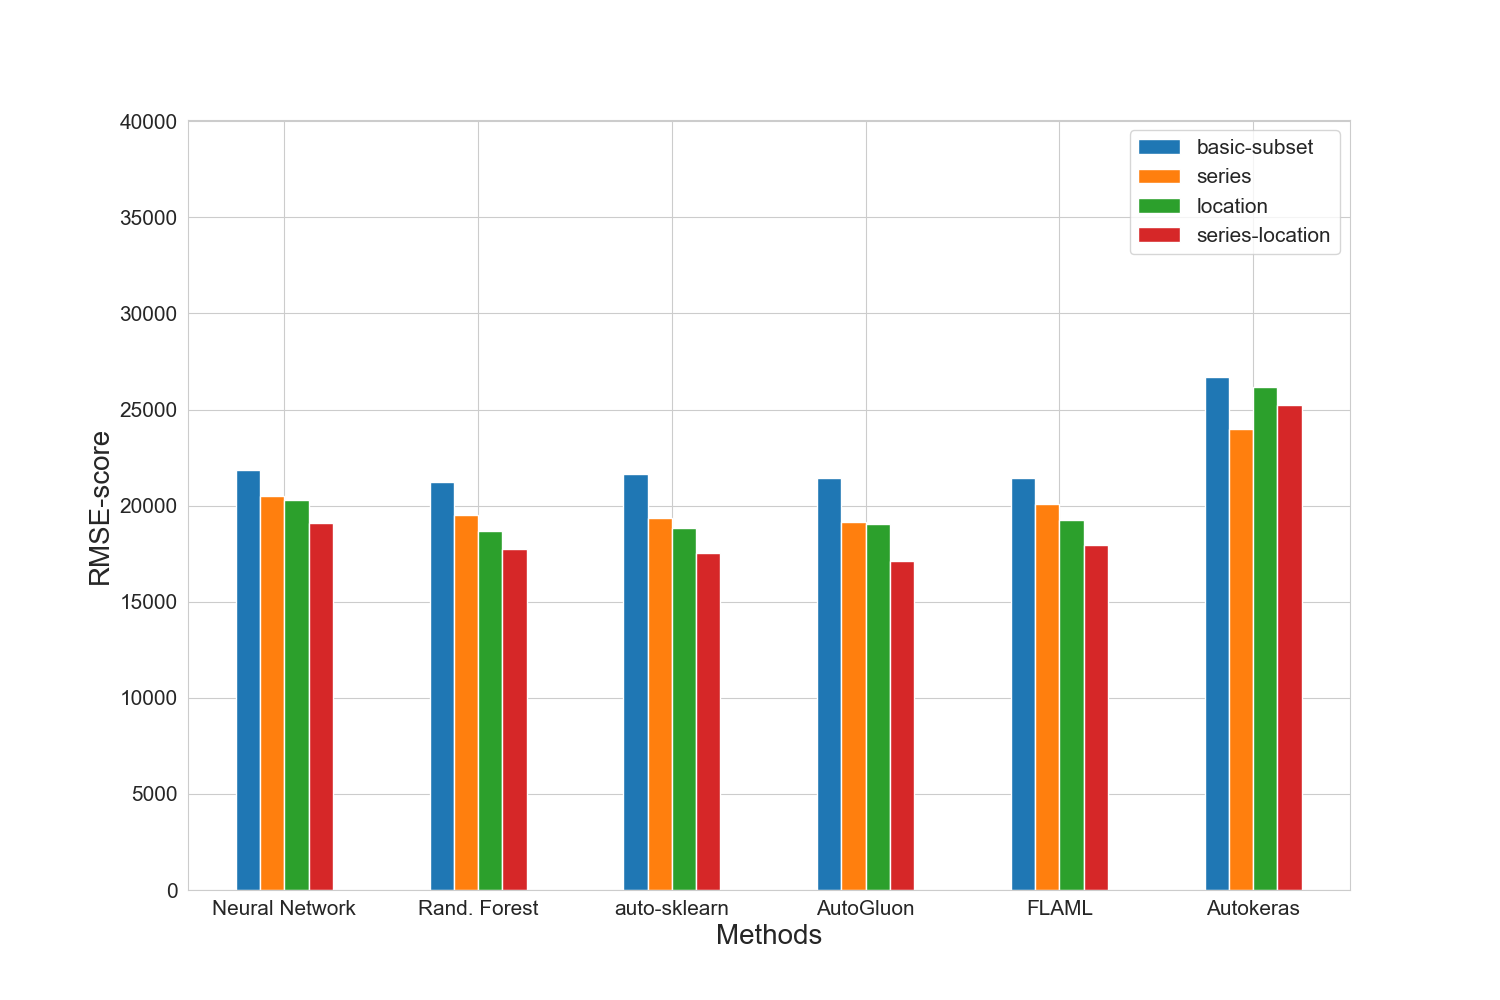 40000
35000
30000
25000
20000
15000
10000
5000
0
RMSE-score
basic-subset
series
location
series-location
Neural Network Rand. Forest auto-sklearn AutoGluon FLAML Autokeras
Methods